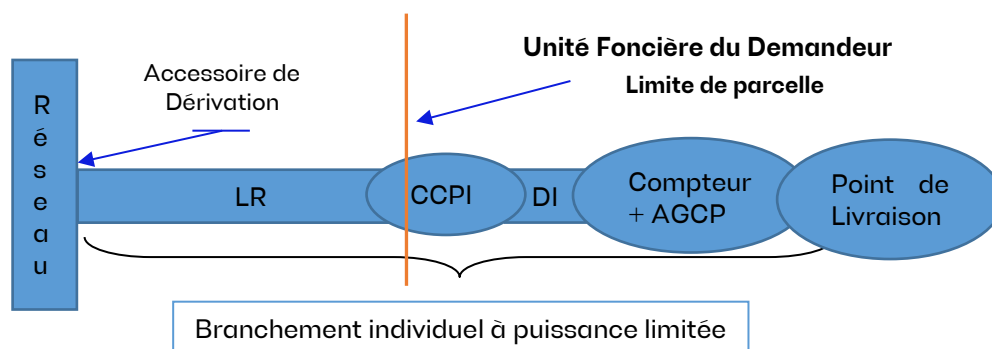 Réseau
Accessoire de
Dérivation
Unité Foncière du Demandeur
Limite de parcelle
LR
CCPI
DI
Compteur
+ AGCP
Point de
Livraison
Branchement individuel à puissance limitée